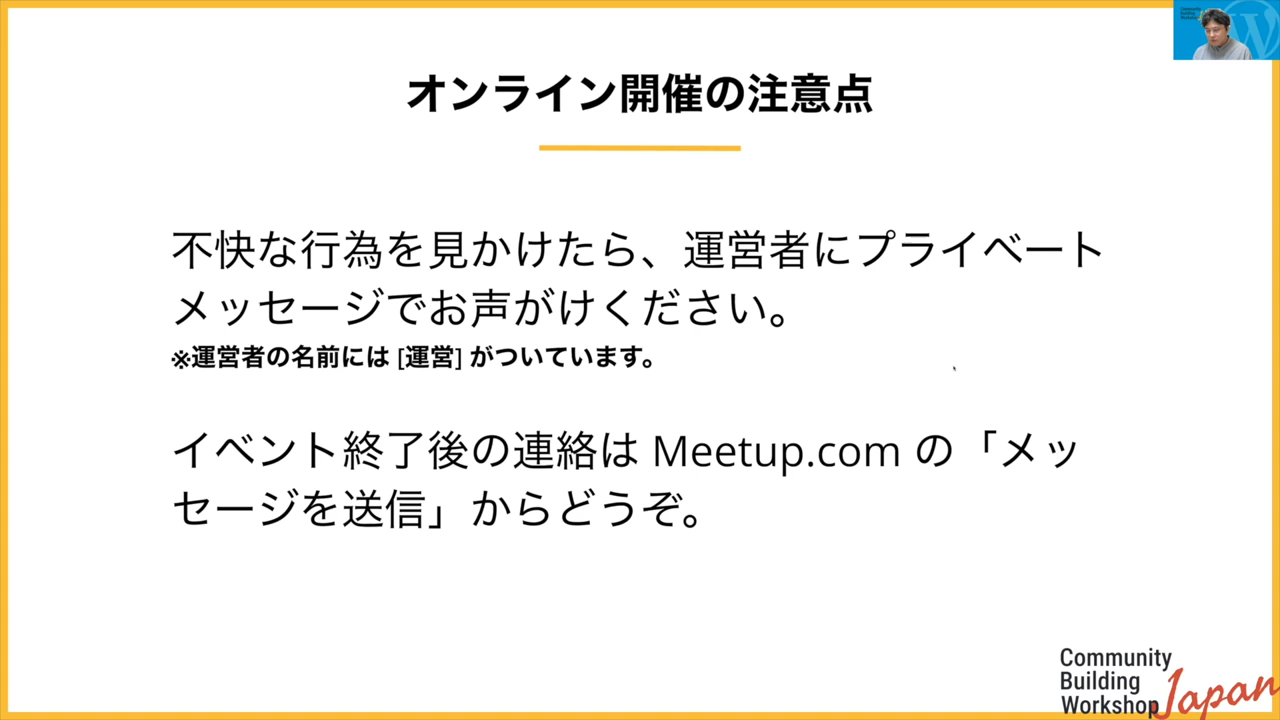 オンライン開催の注意点
不快な行為を見かけたら、運営者にプライベート
メッセージでお声がけください。
※運営者の名前には [運営] がついています。
イベント終了後の連絡は Meetup.com の「メッ
セージを送信」からどうぞ。
Community
Building
Workshop
Japan